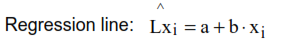 Regression line: L̂xᵢ = a + b · xᵢ